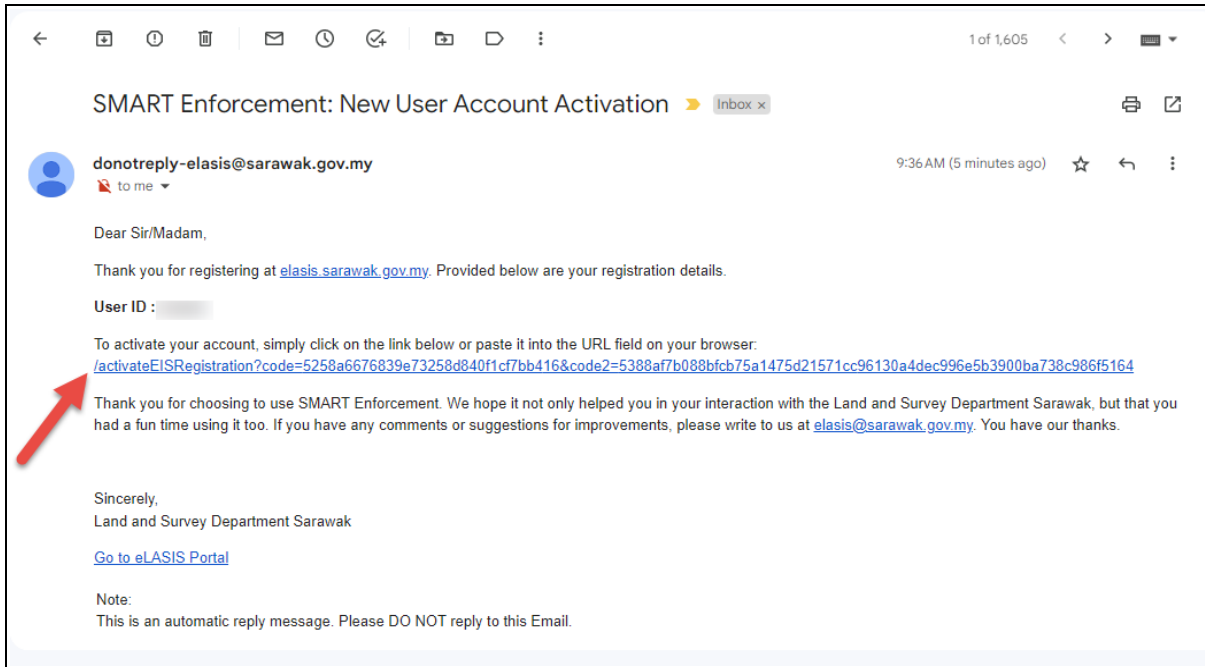 1 of 1,605
SMART Enforcement: New User Account Activation Inbox ×
donotreply-elasis@sarawak.gov.my 9:36 AM (5 minutes ago)
to me
Dear Sir/Madam,
Thank you for registering at elasis.sarawak.gov.my. Provided below are your registration details.
User ID :
To activate your account, simply click on the link below or paste it into the URL field on your browser:
/activateEISRegistration?code=5258a6676839e73258d840f1cf7bb416&code2=5388af7b088bfcb75a1475d21571cc96130a4dec996e5b3900ba738c986f5164
Thank you for choosing to use SMART Enforcement. We hope it not only helped you in your interaction with the Land and Survey Department Sarawak, but that you
had a fun time using it too. If you have any comments or suggestions for improvements, please write to us at elasis@sarawak.gov.my. You have our thanks.
Sincerely,
Land and Survey Department Sarawak
Go to eLASIS Portal
Note:
This is an automatic reply message. Please DO NOT reply to this Email.